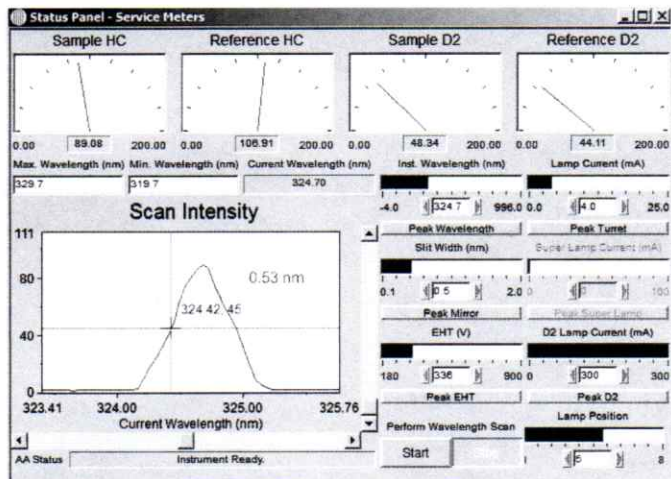 Status Panel - Service Meters
Sample HC
Reference HC
Sample D2
Reference D2
0.00 89.08 200.00
0.00 106.91 200.00
0.00 48.34 200.00
0.00 44.11 200.00
Max. Wavelength (nm)
Min. Wavelength (nm)
Current Wavelength (nm)
Inst. Wavelength (nm)
Lamp Current (mA)
329.7
319.7
324.70
-4.0 324.7 996.0
0.0 4.0 25.0
Peak Wavelength
Peak Turret
Scan Intensity
Slit Width (nm)
Super Lamp Current (mA)
0.1 0.5 2.0
0 0 100
Peak Mirror
Peak Super Lamp
EHT (V)
D2 Lamp Current (mA)
180 336 900
0 300 300
Peak EHT
Peak D2
111
80
40
0
0.53 nm
324.42, 45
323.41 324.00 325.00 325.76
Current Wavelength (nm)
Perform Wavelength Scan
Start
Lamp Position
5 8
AA Status
Instrument Ready.